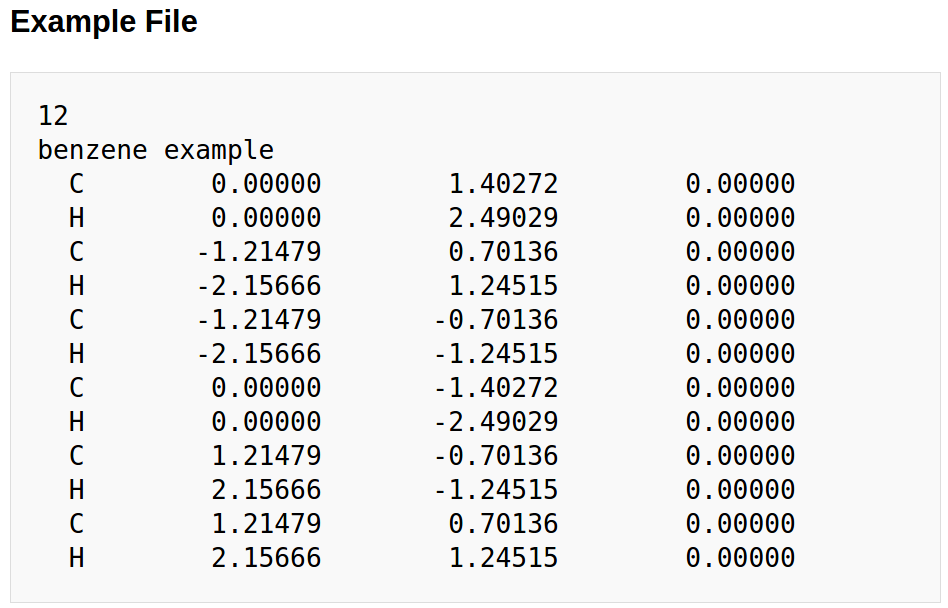 Example File
12
benzene example
C 0.00000 1.40272 0.00000
H 0.00000 2.49029 0.00000
C -1.21479 0.70136 0.00000
H -2.15666 1.24515 0.00000
C -1.21479 -0.70136 0.00000
H -2.15666 -1.24515 0.00000
C 0.00000 -1.40272 0.00000
H 0.00000 -2.49029 0.00000
C 1.21479 -0.70136 0.00000
H 2.15666 -1.24515 0.00000
C 1.21479 0.70136 0.00000
H 2.15666 1.24515 0.00000